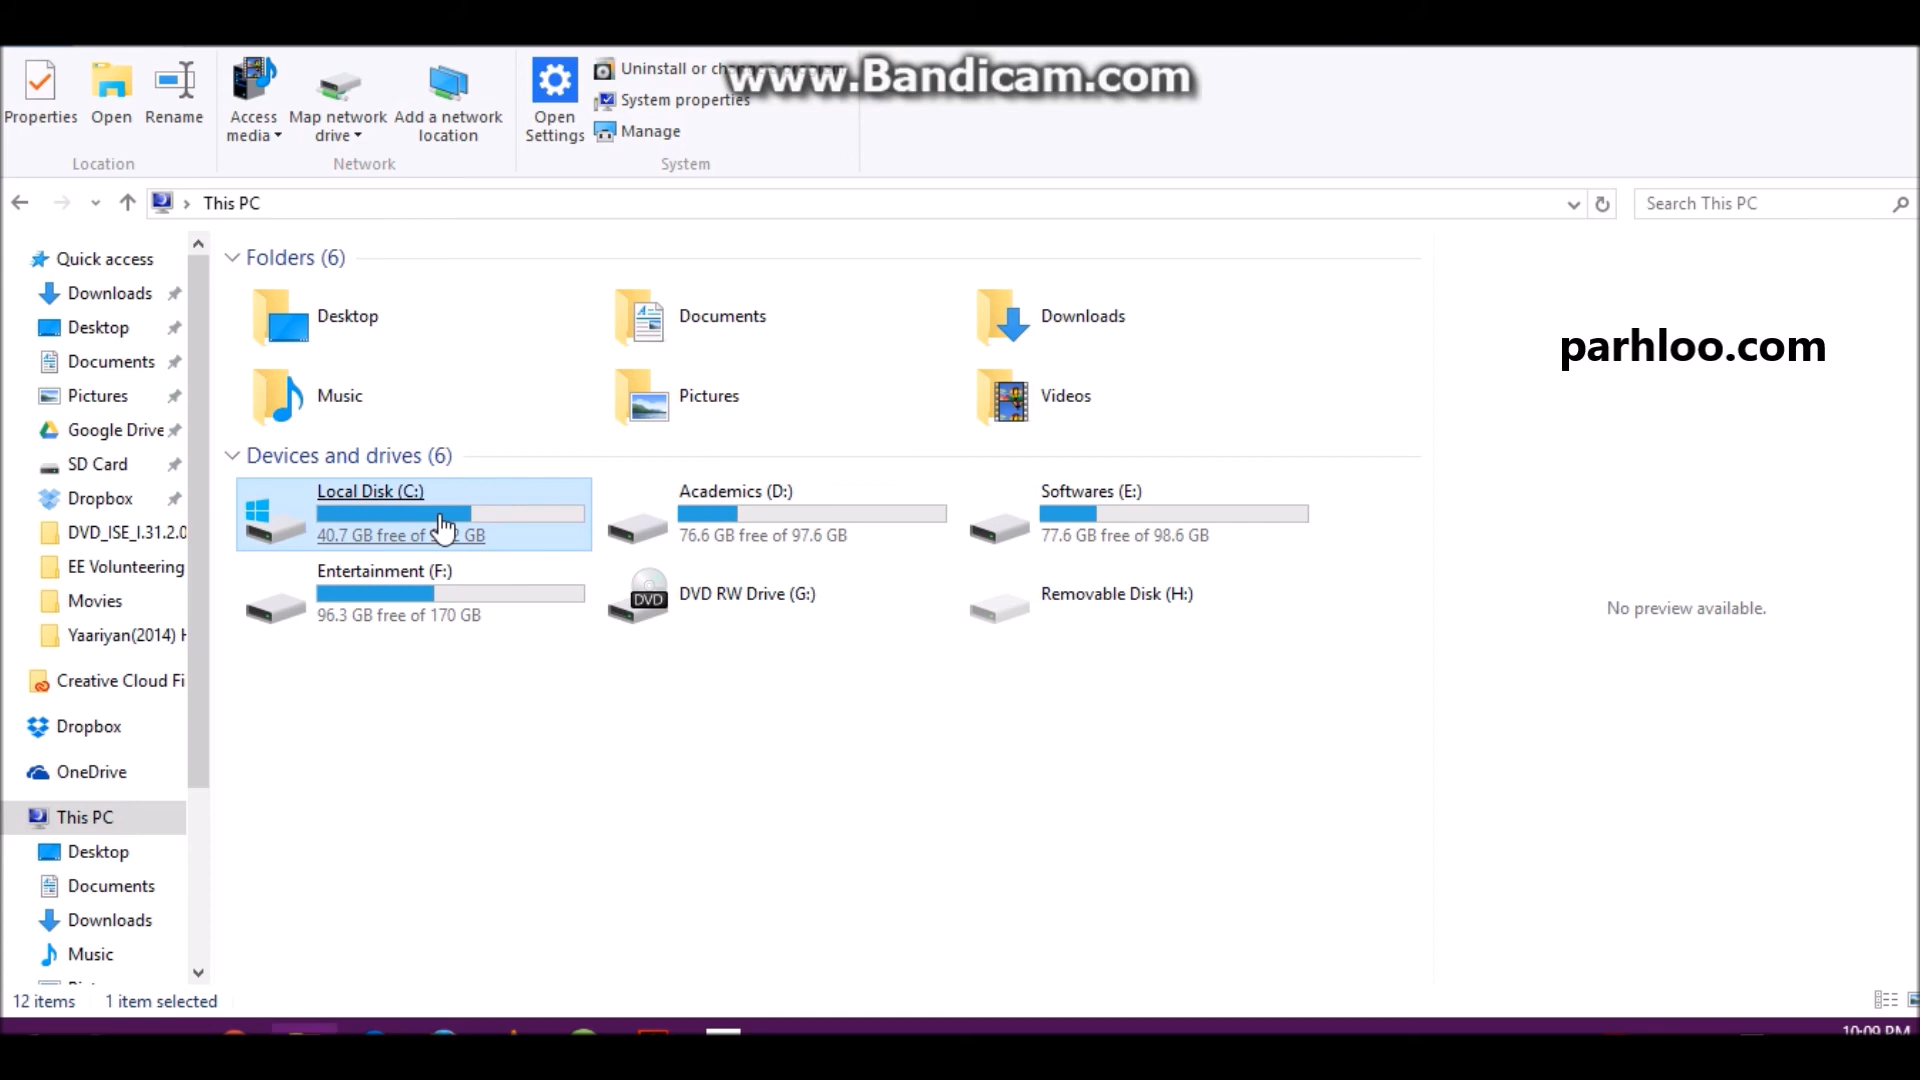 www.Bandicam.com
Uninstall or
System properties
Manage
Properties
Open
Rename
Access media
Map network drive
Add a network location
Open Settings
Location
Network
System
This PC
Search This PC
Quick access
Downloads
Desktop
Documents
Pictures
Google Drive
SD Card
Dropbox
DVD_ISE_I.31.2.0
EE Volunteering
Movies
Yaariyan(2014) H
Creative Cloud Fi
Dropbox
OneDrive
This PC
Desktop
Documents
Downloads
Music
Folders (6)
Desktop
Documents
Downloads
Music
Pictures
Videos
Devices and drives (6)
Local Disk (C:)
40.7 GB free of GB
Academics (D:)
76.6 GB free of 97.6 GB
Softwares (E:)
77.6 GB free of 98.6 GB
Entertainment (F:)
96.3 GB free of 170 GB
DVD
DVD RW Drive (G:)
Removable Disk (H:)
parhloo.com
No preview available.
12 items
1 item selected
10:09 PM